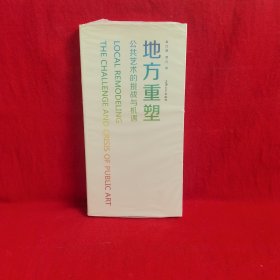 地方重塑
公共艺术的挑战与机遇
LOCAL REMODELING
THE CHALLENGE AND CRISIS OF PUBLIC ART